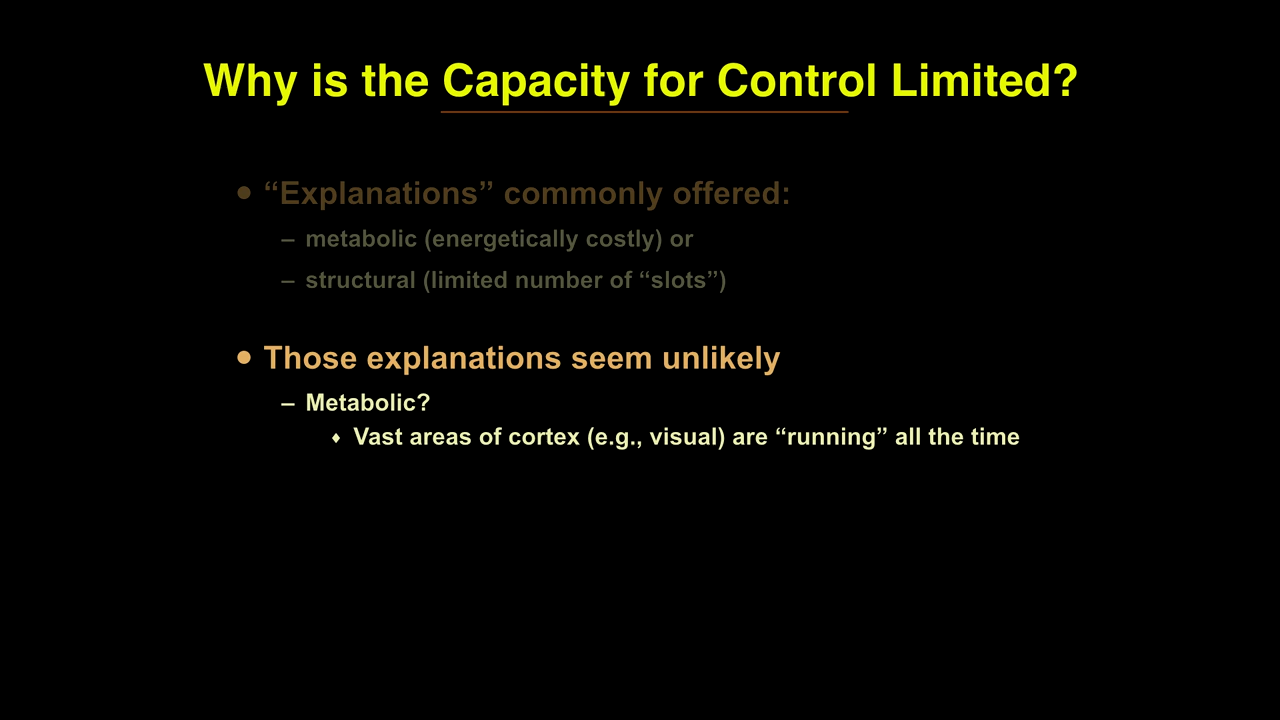 Why is the Capacity for Control Limited?
• “Explanations” commonly offered:
– metabolic (energetically costly) or
– structural (limited number of “slots”)
• Those explanations seem unlikely
– Metabolic?
♦ Vast areas of cortex (e.g., visual) are “running” all the time